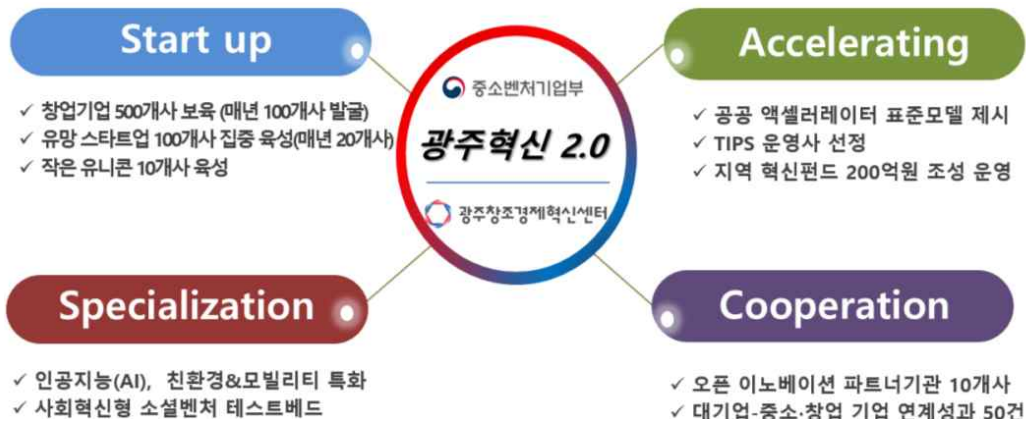 Start up
✓ 창업기업 500개사 보육 (매년 100개사 발굴)
✓ 유망 스타트업 100개사 집중 육성(매년 20개사)
✓ 작은 유니콘 10개사 육성
중소벤처기업부
광주혁신 2.0
광주창조경제혁신센터
Accelerating
✓ 공공 액셀러레이터 표준모델 제시
✓ TIPS 운영사 선정
✓ 지역 혁신펀드 200억원 조성 운영
Specialization
✓ 인공지능(AI), 친환경&모빌리티 특화
✓ 사회혁신형 소셜벤처 테스트베드
Cooperation
✓ 오픈 이노베이션 파트너기관 10개사
✓ 대기업-중소·창업 기업 연계성과 50건